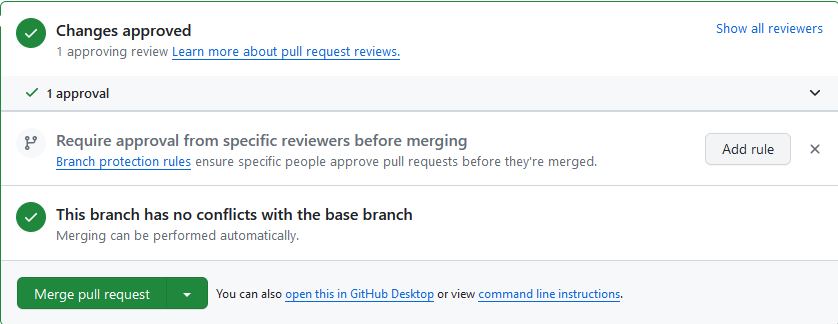 Changes approved
Show all reviewers
1 approving review Learn more about pull request reviews.
1 approval
Require approval from specific reviewers before merging
Add rule
Branch protection rules ensure specific people approve pull requests before they're merged.
This branch has no conflicts with the base branch
Merging can be performed automatically.
Merge pull request
You can also open this in GitHub Desktop or view command line instructions.